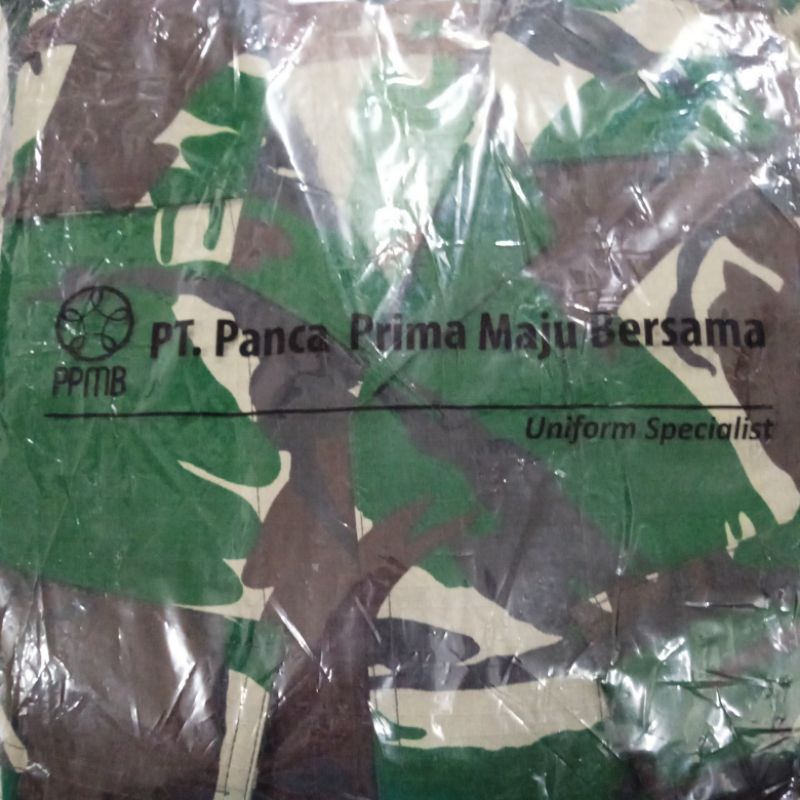 PT. Panca Prima Maju Bersama
PPMB
Uniform Specialist